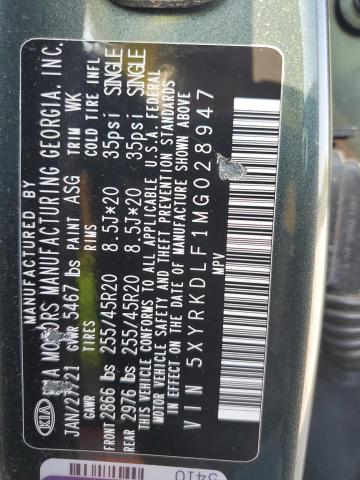 KIA
MANUFACTURED BY
MOTORS MANUFACTURING GEORGIA, INC.
JAN/27/21 GVWR 5467 lbs PAINT ASG TRIM WK
GAWR TIRES RIMS COLD TIRE INFL
FRONT 2866 lbs 255/45R20 8.5J×20 35psi SINGLE
REAR 2976 lbs 255/45R20 8.5J×20 35psi SINGLE
THIS VEHICLE CONFORMS TO ALL APPLICABLE U.S.A. FEDERAL
MOTOR VEHICLE SAFETY AND THEFT PREVENTION STANDARDS
IN EFFECT ON THE DATE OF MANUFACTURE SHOWN ABOVE
VIN 5XYRKDLF1MG028947
MPV
5410